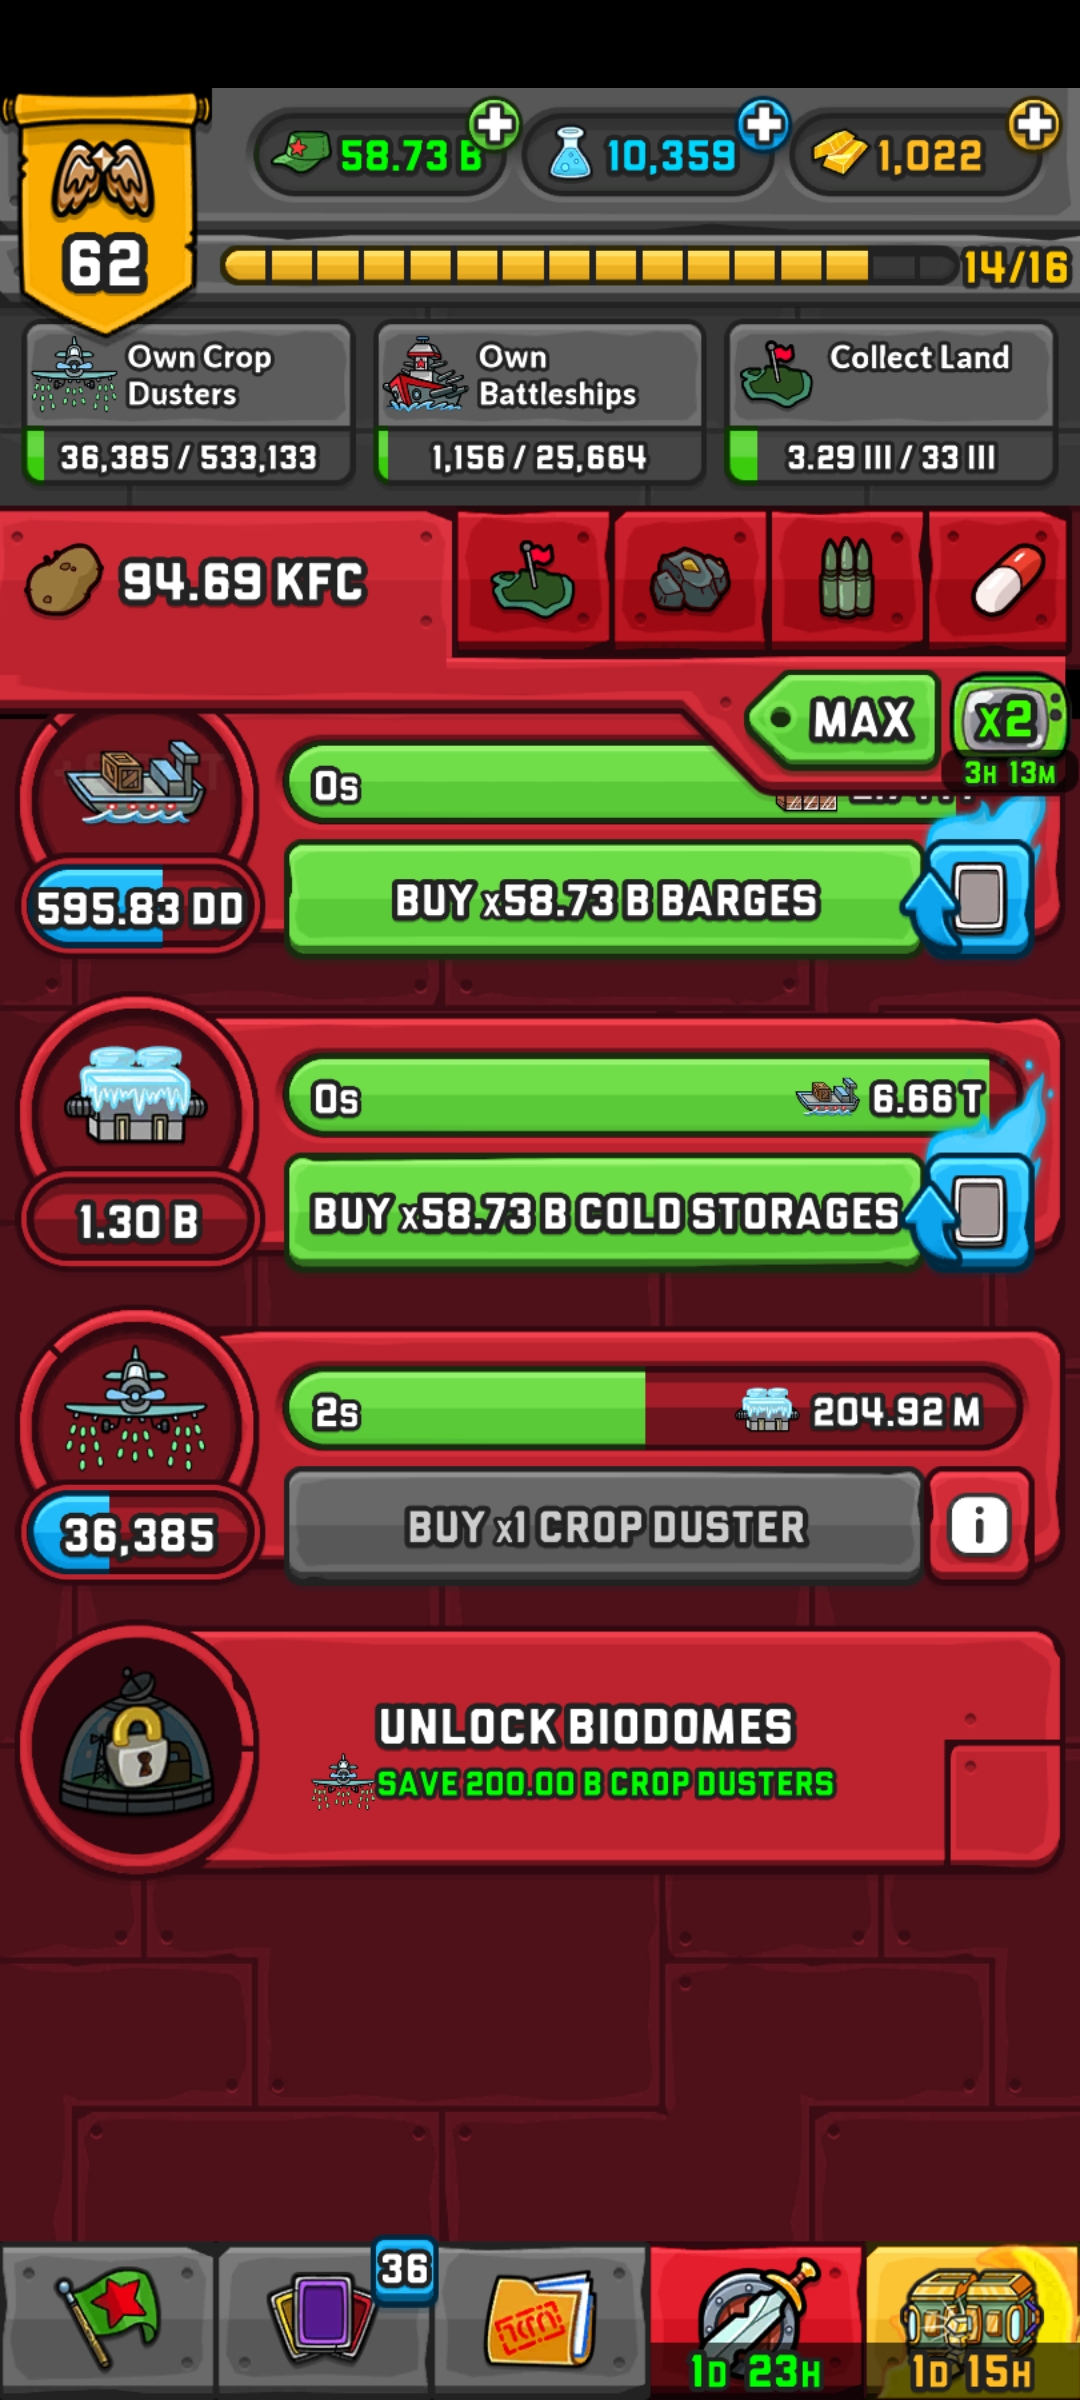 62
58.73 B
10,359
1,022
14/16
Own Crop Dusters
36,385 / 533,133
Own Battleships
1,156 / 25,664
Collect Land
3.29 III / 33 III
94.69 KFC
MAX
x2
3H 13M
0s
595.83 DD
BUY x58.73 B BARGES
0s
6.66 T
1.30 B
BUY x58.73 B COLD STORAGES
2s
204.92 M
36,385
BUY x1 CROP DUSTER
i
UNLOCK BIODOMES
SAVE 200.00 B CROP DUSTERS
36
1D 23H
1D 15H